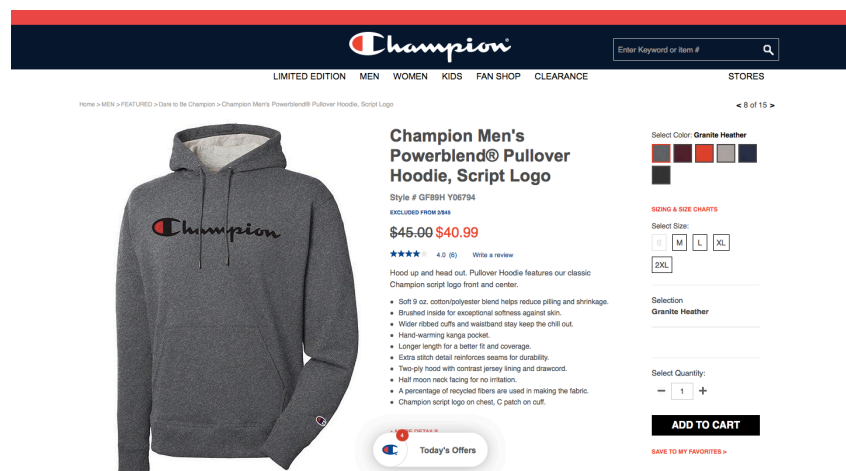 Champion
Enter Keyword or item #
LIMITED EDITION MEN WOMEN KIDS FAN SHOP CLEARANCE STORES
Home > MEN > FEATURED > Dare to Be Champion > Champion Men's Powerblend® Pullover Hoodie, Script Logo
< 8 of 15 >
Champion
Champion Men's
Powerblend® Pullover
Hoodie, Script Logo
Style # GF89H Y06794
EXCLUDED FROM 2/$45
$45.00 $40.99
4.0 (6) Write a review
Hood up and head out. Pullover Hoodie features our classic
Champion script logo front and center.
• Soft 9 oz. cotton/polyester blend helps reduce pilling and shrinkage.
• Brushed inside for exceptional softness against skin.
• Wider ribbed cuffs and waistband stay keep the chill out.
• Hand-warming kanga pocket.
• Longer length for a better fit and coverage.
• Extra stitch detail reinforces seams for durability.
• Two-ply hood with contrast jersey lining and drawcord.
• Half moon neck facing for no irritation.
• A percentage of recycled fibers are used in making the fabric.
• Champion script logo on chest, C patch on cuff.
+ MORE DETAILS
4
Today's Offers
Select Color: Granite Heather
SIZING & SIZE CHARTS
Select Size:
S M L XL
2XL
Selection
Granite Heather
Select Quantity:
− 1 +
ADD TO CART
SAVE TO MY FAVORITES >